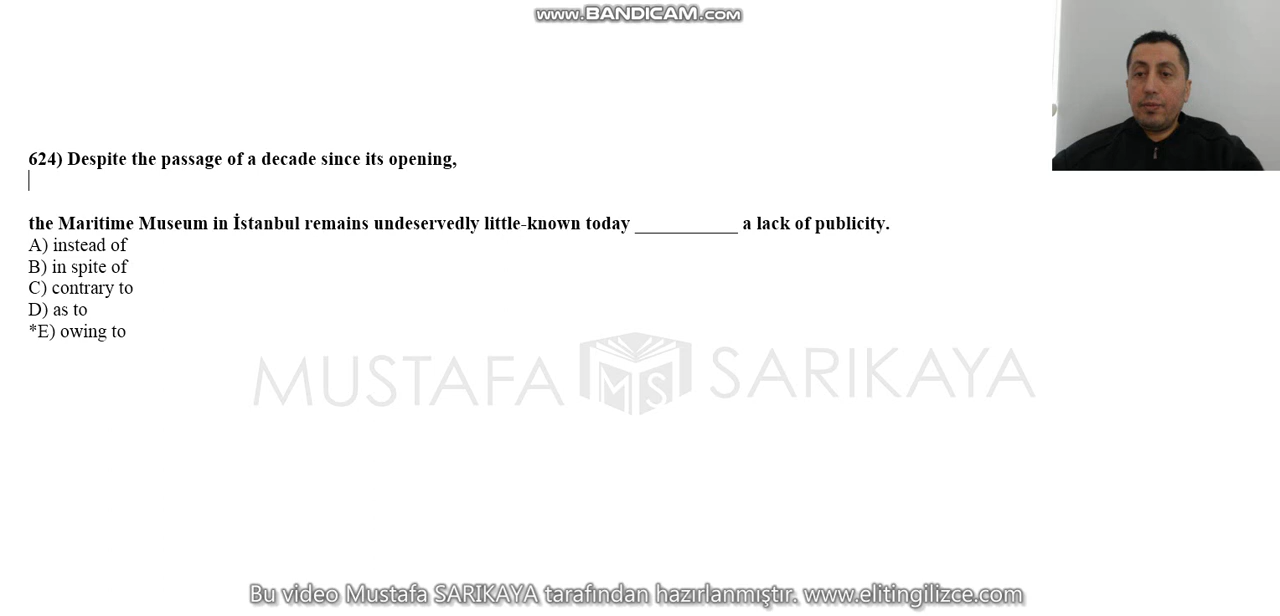 www.BANDICAM.com
624) Despite the passage of a decade since its opening,
the Maritime Museum in İstanbul remains undeservedly little-known today ___________ a lack of publicity.
A) instead of
B) in spite of
C) contrary to
D) as to
*E) owing to
MUSTAFA MS SARIKAYA
Bu video Mustafa SARIKAYA tarafından hazırlanmıştır. www.elitingilizce.com